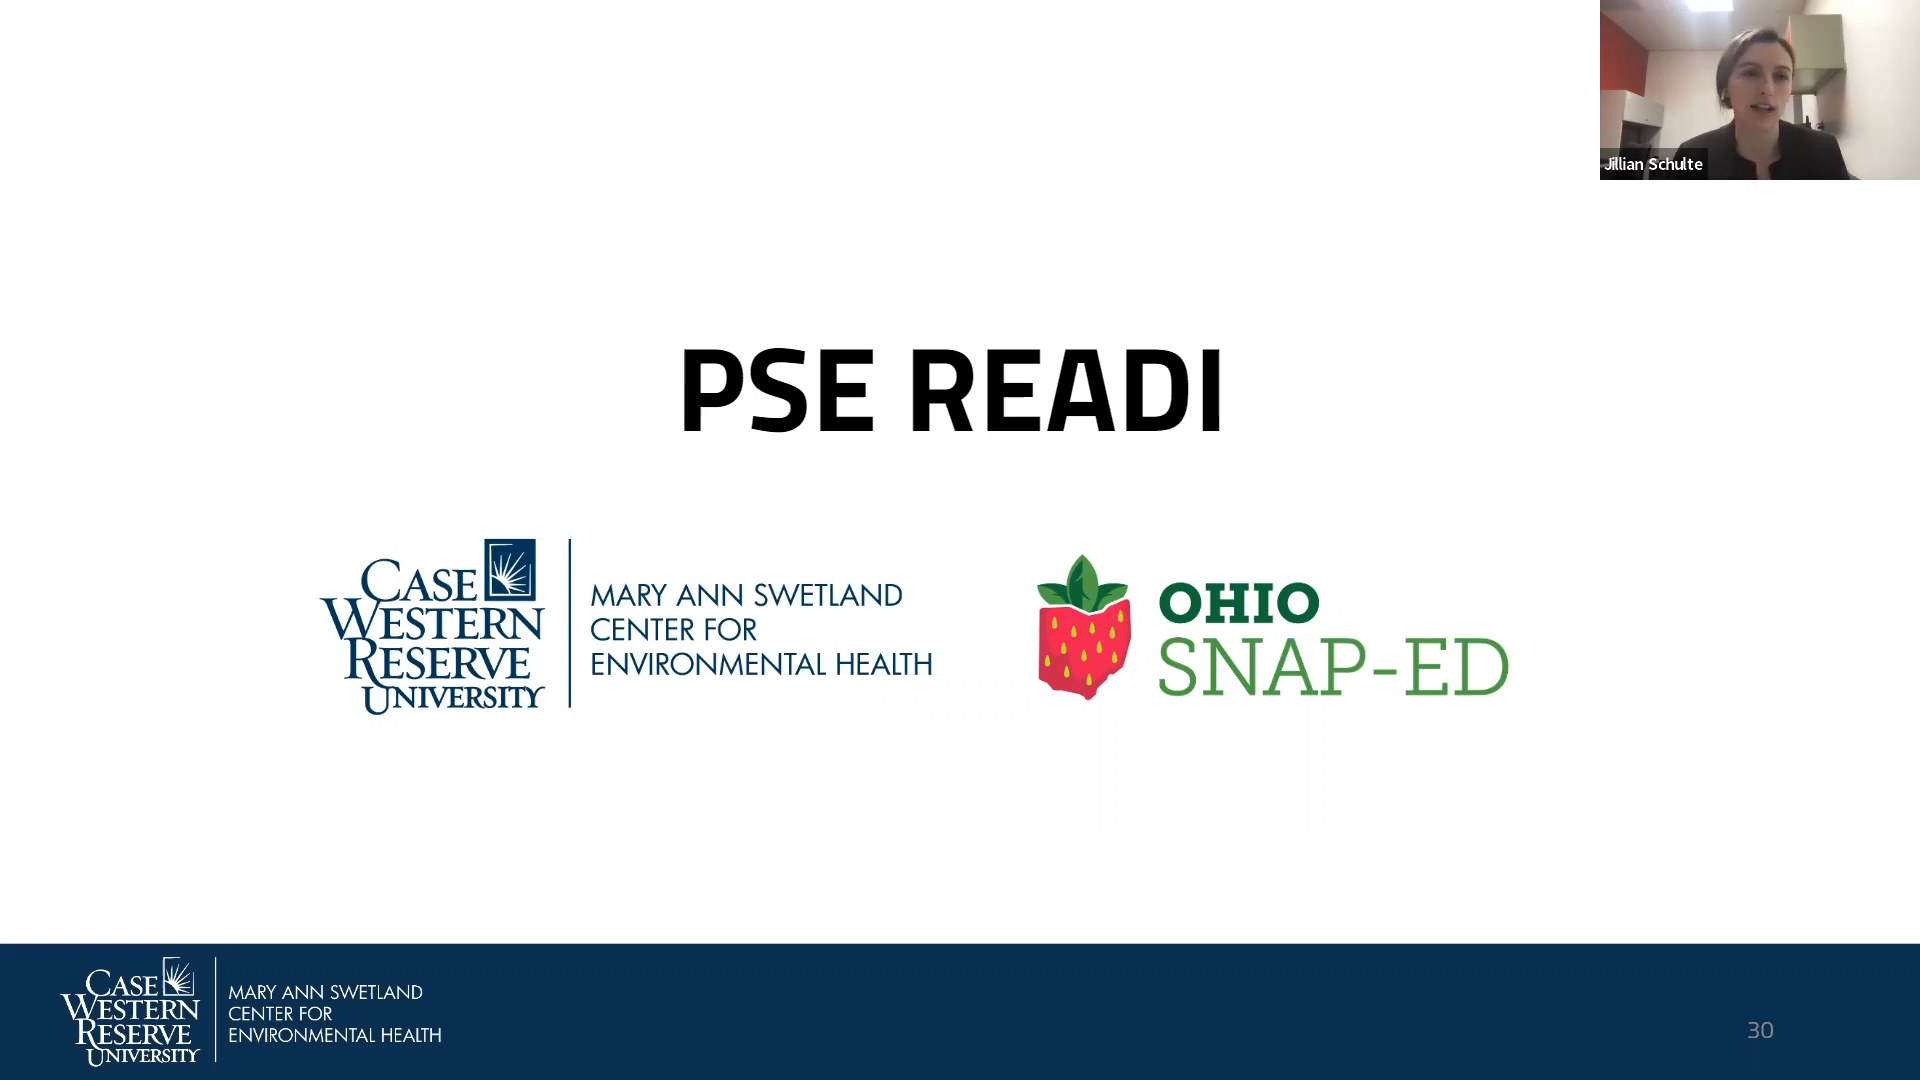 Jillian Schulte
PSE READI
CASE
WESTERN
RESERVE
UNIVERSITY
MARY ANN SWETLAND
CENTER FOR
ENVIRONMENTAL HEALTH
OHIO
SNAP-ED
CASE
WESTERN
RESERVE
UNIVERSITY
MARY ANN SWETLAND
CENTER FOR
ENVIRONMENTAL HEALTH
30